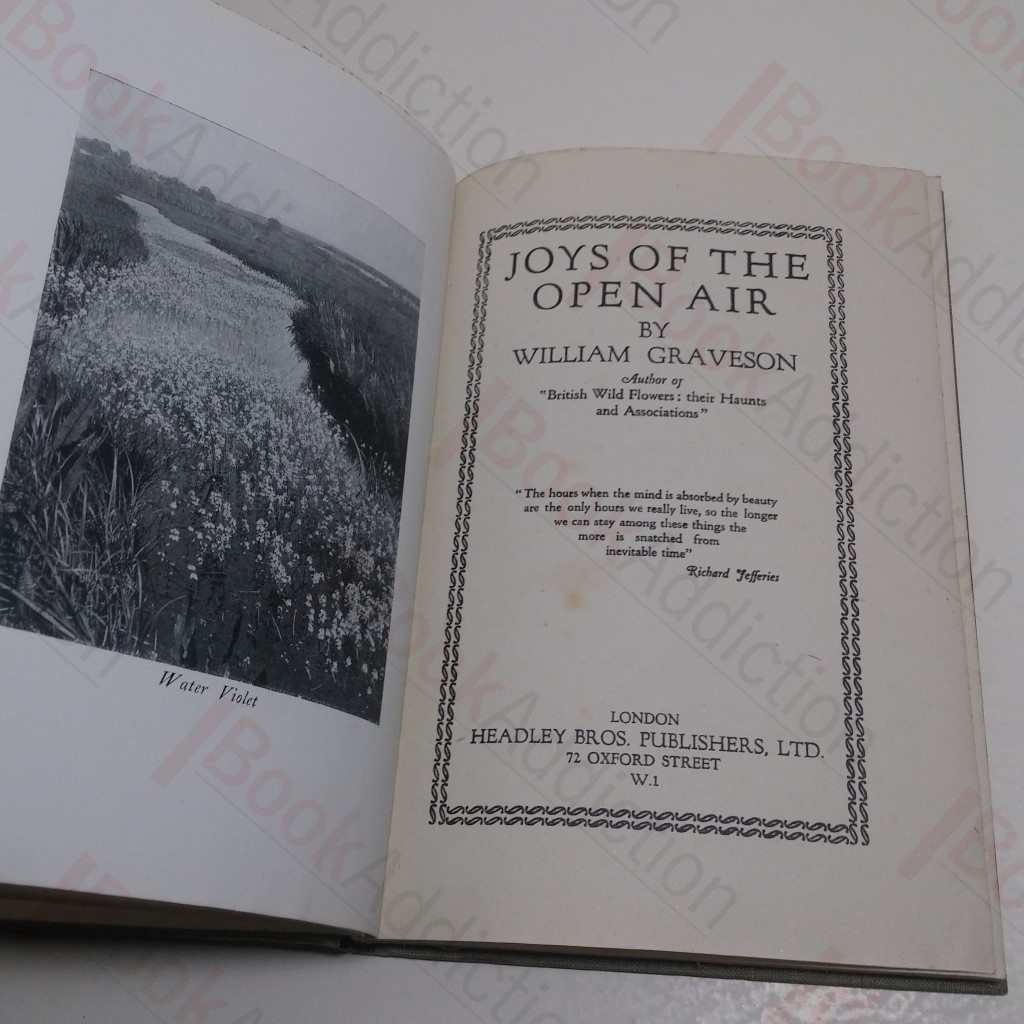 Water Violet
JOYS OF THE
OPEN AIR
BY
WILLIAM GRAVESON
Author of
"British Wild Flowers: their Haunts
and Associations"
"The hours when the mind is absorbed by beauty
are the only hours we really live, so the longer
we can stay among these things the
more is snatched from
inevitable time"
Richard Jefferies
LONDON
HEADLEY BROS. PUBLISHERS, LTD.
72 OXFORD STREET
W.1
BookAddiction